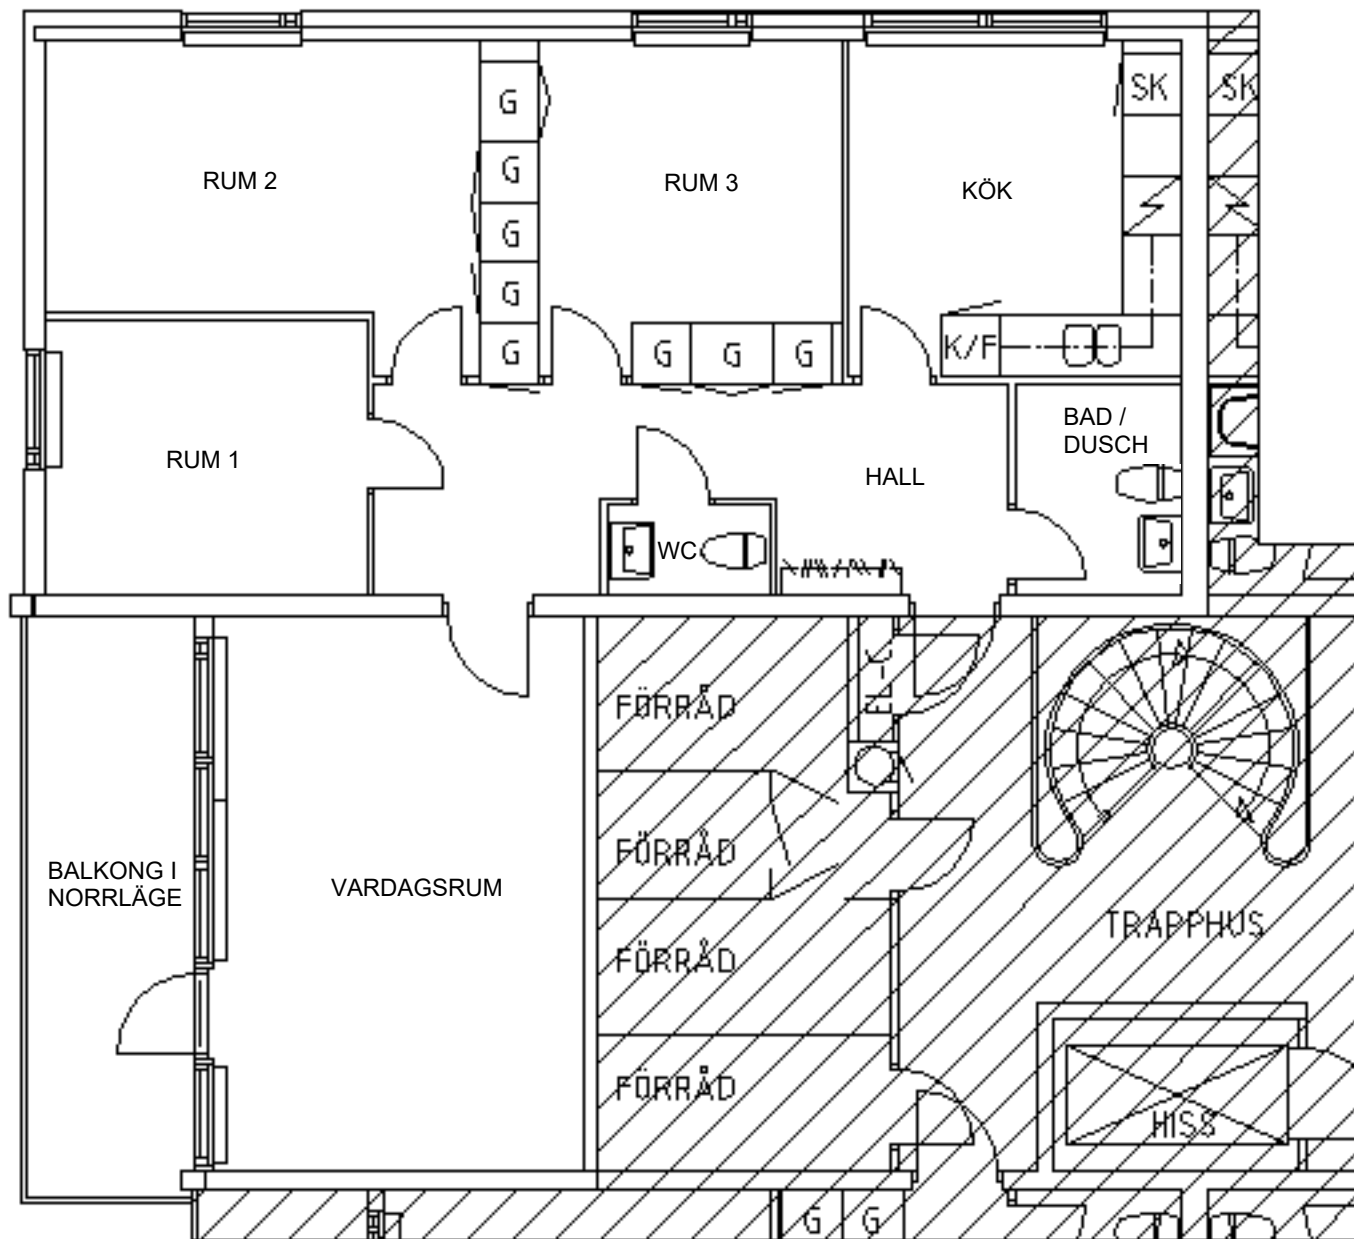 SK
SK
G
G
G
G
G
RUM 2
RUM 3
KÖK
G
G
G
K/F
RUM 1
HALL
BAD /
DUSCH
WC
FÖRRÅD
FÖRRÅD
FÖRRÅD
FÖRRÅD
BALKONG I
NORRLÄGE
VARDAGSRUM
TRAPPHUS
HISS
G
G